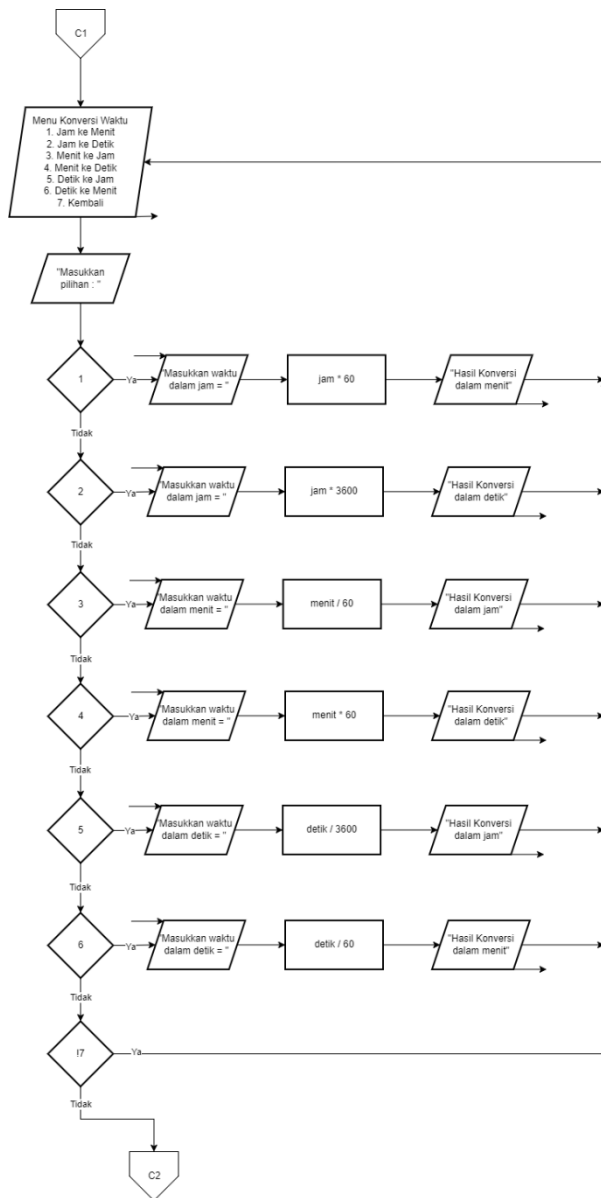 C1
Menu Konversi Waktu
1. Jam ke Menit
2. Jam ke Detik
3. Menit ke Jam
4. Menit ke Detik
5. Detik ke Jam
6. Detik ke Menit
7. Kembali
"Masukkan
pilihan : "
1
Ya
"Masukkan waktu
dalam jam = "
jam * 60
"Hasil Konversi
dalam menit"
Tidak
2
Ya
"Masukkan waktu
dalam jam = "
jam * 3600
"Hasil Konversi
dalam detik"
Tidak
3
Ya
"Masukkan waktu
dalam menit = "
menit / 60
"Hasil Konversi
dalam jam"
Tidak
4
Ya
"Masukkan waktu
dalam menit = "
menit * 60
"Hasil Konversi
dalam detik"
Tidak
5
Ya
"Masukkan waktu
dalam detik = "
detik / 3600
"Hasil Konversi
dalam jam"
Tidak
6
Ya
"Masukkan waktu
dalam detik = "
detik / 60
"Hasil Konversi
dalam menit"
Tidak
!7
Ya
Tidak
C2